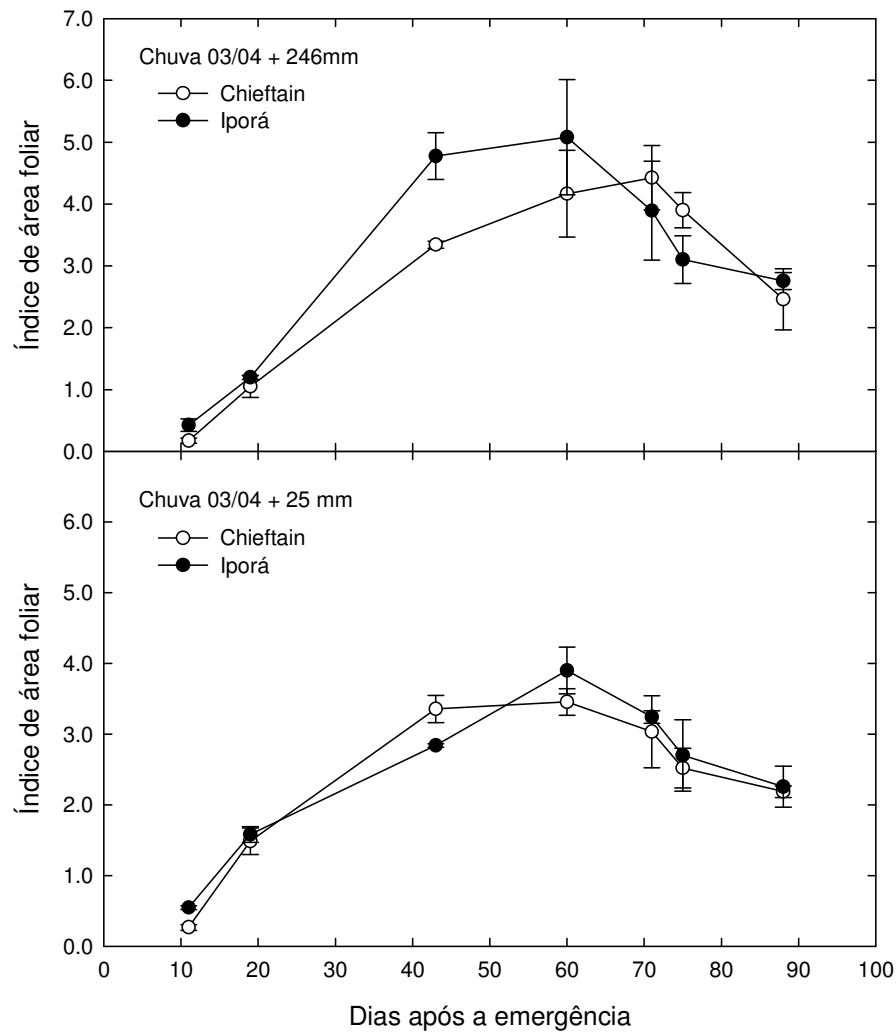 7.0
Chuva 03/04 + 246mm
Chieftain
Iporá
6.0
5.0
4.0
3.0
2.0
1.0
0.0
Índice de área foliar
Chuva 03/04 + 25 mm
Chieftain
Iporá
6.0
5.0
4.0
3.0
2.0
1.0
0.0
Índice de área foliar
0 10 20 30 40 50 60 70 80 90 100
Dias após a emergência